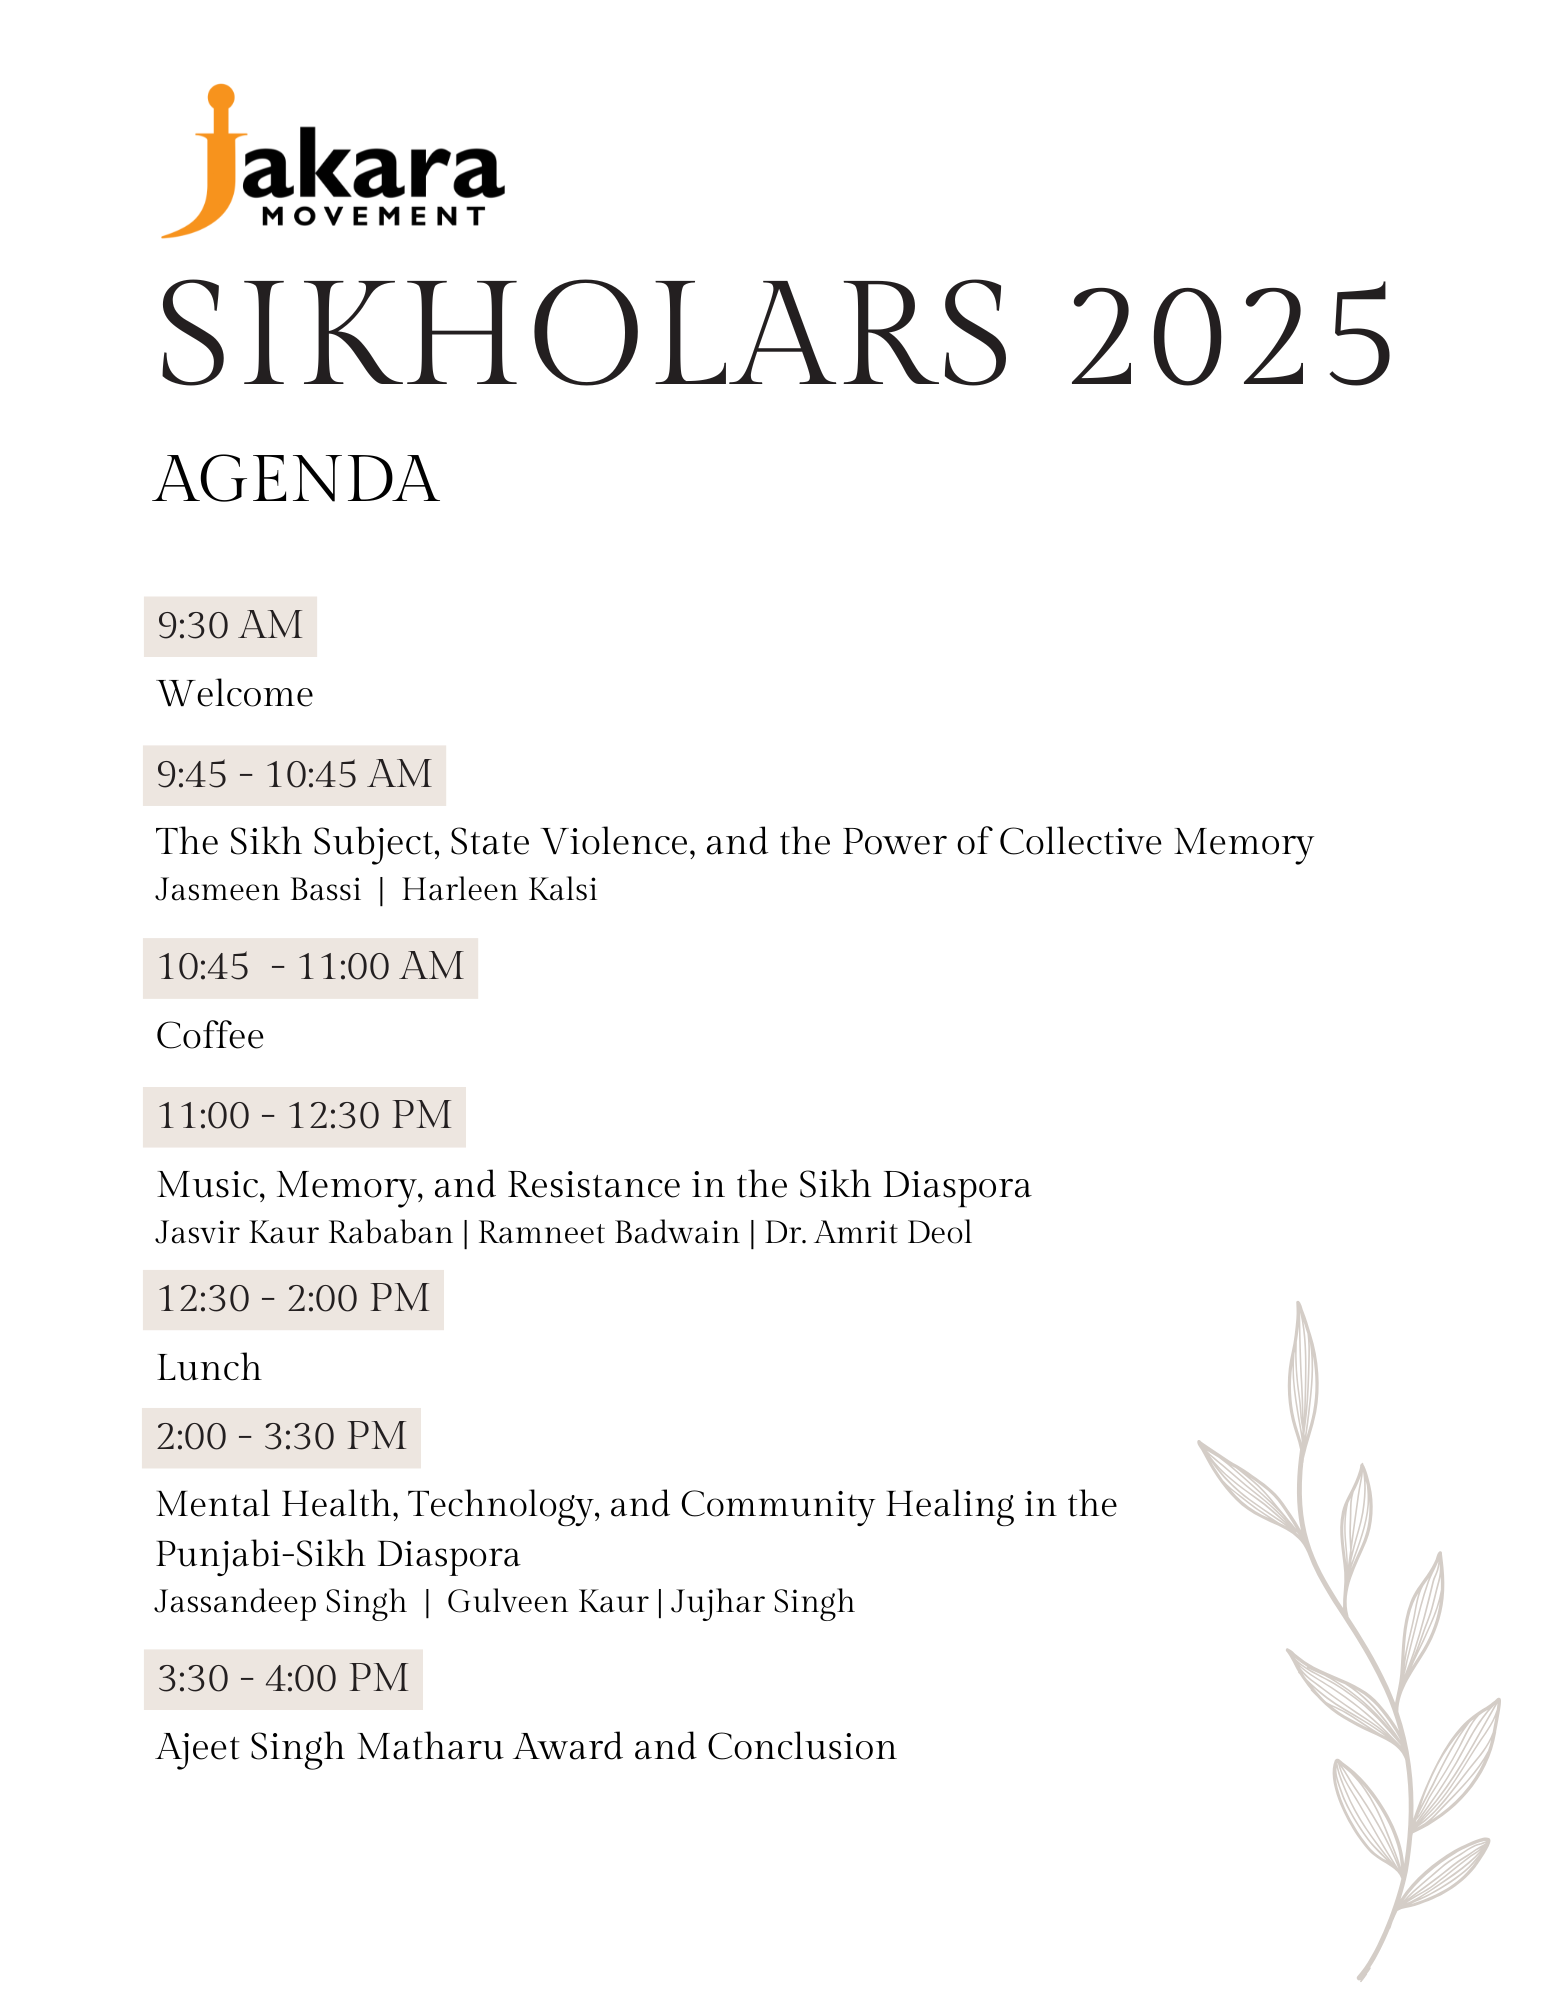 jakara
MOVEMENT
SIKHOLARS 2025
AGENDA
9:30 AM
Welcome
9:45 - 10:45 AM
The Sikh Subject, State Violence, and the Power of Collective Memory
Jasmeen Bassi | Harleen Kalsi
10:45 - 11:00 AM
Coffee
11:00 - 12:30 PM
Music, Memory, and Resistance in the Sikh Diaspora
Jasvir Kaur Rababan | Ramneet Badwain | Dr. Amrit Deol
12:30 - 2:00 PM
Lunch
2:00 - 3:30 PM
Mental Health, Technology, and Community Healing in the
Punjabi-Sikh Diaspora
Jassandeep Singh | Gulveen Kaur | Jujhar Singh
3:30 - 4:00 PM
Ajeet Singh Matharu Award and Conclusion